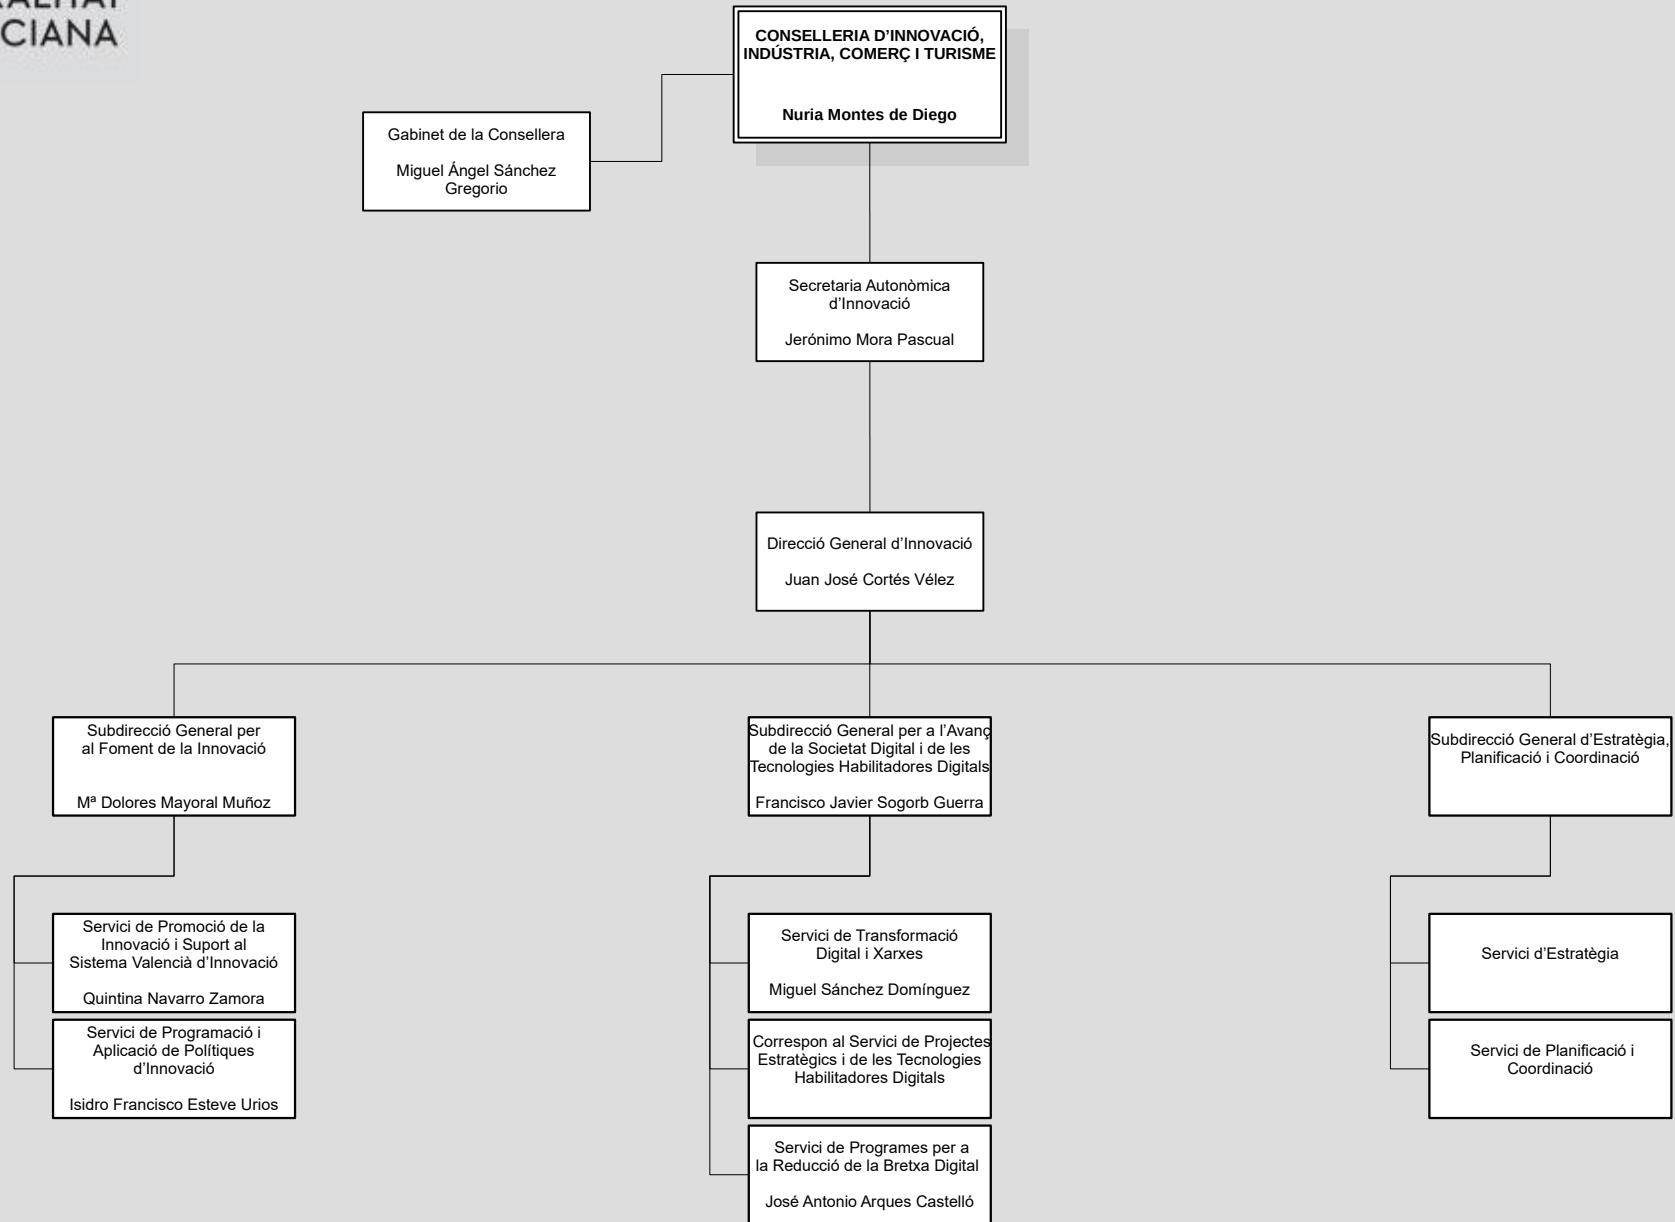 CIANA
CONSELLERIA D'INNOVACIÓ,
INDÚSTRIA, COMERÇ I TURISME
Nuria Montes de Diego
Gabinet de la Consellera
Miguel Ángel Sánchez
Gregorio
Secretaria Autonòmica
d'Innovació
Jerónimo Mora Pascual
Direcció General d'Innovació
Juan José Cortés Vélez
Subdirecció General per
al Foment de la Innovació
Mª Dolores Mayoral Muñoz
Subdirecció General per a l'Avanç
de la Societat Digital i de les
Tecnologies Habilitadores Digitals
Francisco Javier Sogorb Guerra
Subdirecció General d'Estratègia,
Planificació i Coordinació
Servici de Promoció de la
Innovació i Suport al
Sistema Valencià d'Innovació
Quintina Navarro Zamora
Servici de Programació i
Aplicació de Polítiques
d'Innovació
Isidro Francisco Esteve Urios
Servici de Transformació
Digital i Xarxes
Miguel Sánchez Domínguez
Correspon al Servici de Projectes
Estratègics i de les Tecnologies
Habilitadores Digitals
Servici de Programes per a
la Reducció de la Bretxa Digital
José Antonio Arques Castelló
Servici d'Estratègia
Servici de Planificació i
Coordinació